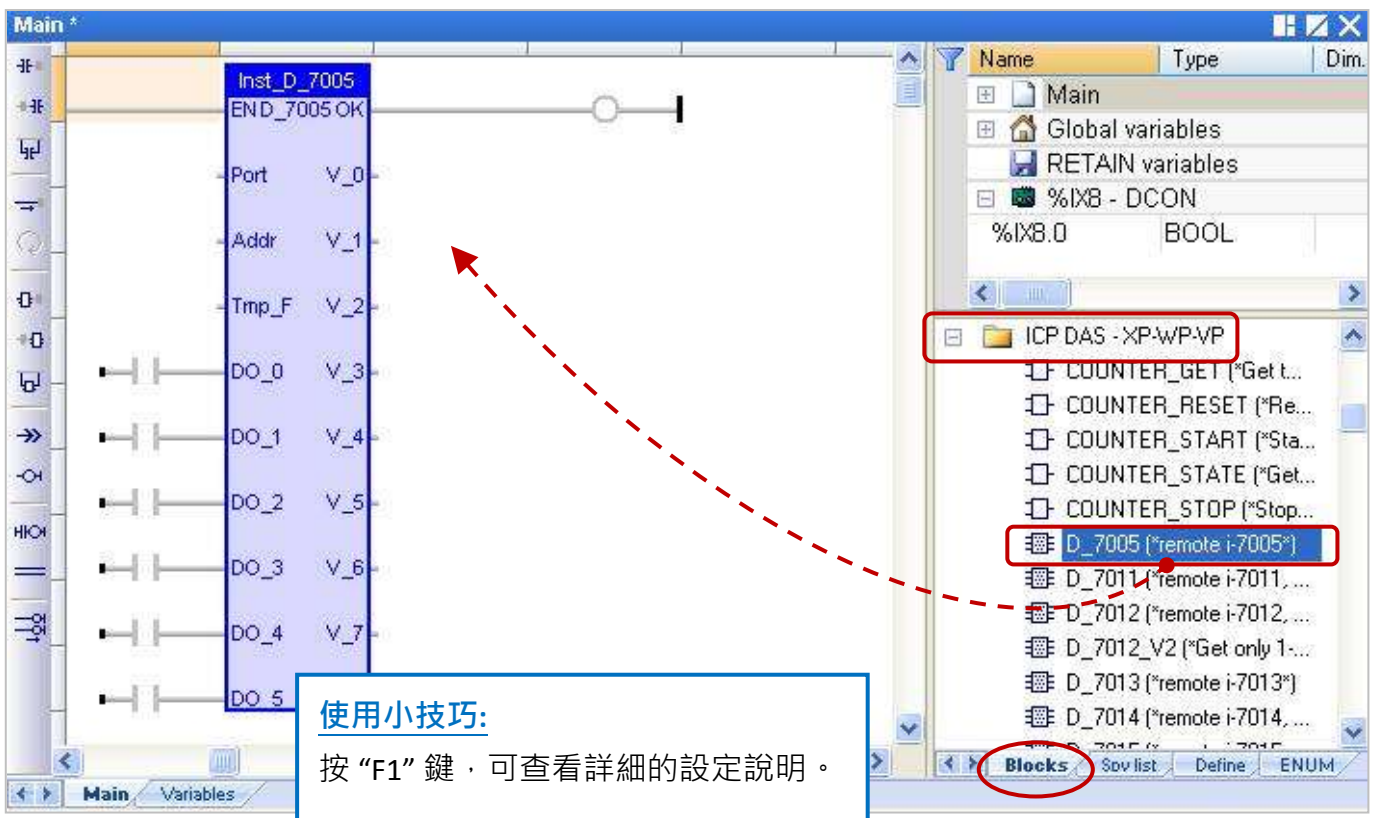 Main *
Inst_D_7005
EN D_7005 OK
Port V_0
Addr V_1
Tmp_F V_2
DO_0 V_3
DO_1 V_4
DO_2 V_5
DO_3 V_6
DO_4 V_7
DO_5
使用小技巧:
按 “F1” 鍵，可查看詳細的設定說明。
Main Variables
Name Type Dim.
Main
Global variables
RETAIN variables
%IX8 - DCON
%IX8.0 BOOL
ICP DAS - XP-WP-VP
COUNTER_GET (*Get t...
COUNTER_RESET (*Re...
COUNTER_START (*Sta...
COUNTER_STATE (*Get...
COUNTER_STOP (*Stop...
D_7005 (*remote i-7005*)
D_7011 (*remote i-7011, ...
D_7012 (*remote i-7012, ...
D_7012_V2 (*Get only 1-...
D_7013 (*remote i-7013*)
D_7014 (*remote i-7014, ...
Blocks Spy list Define ENUM